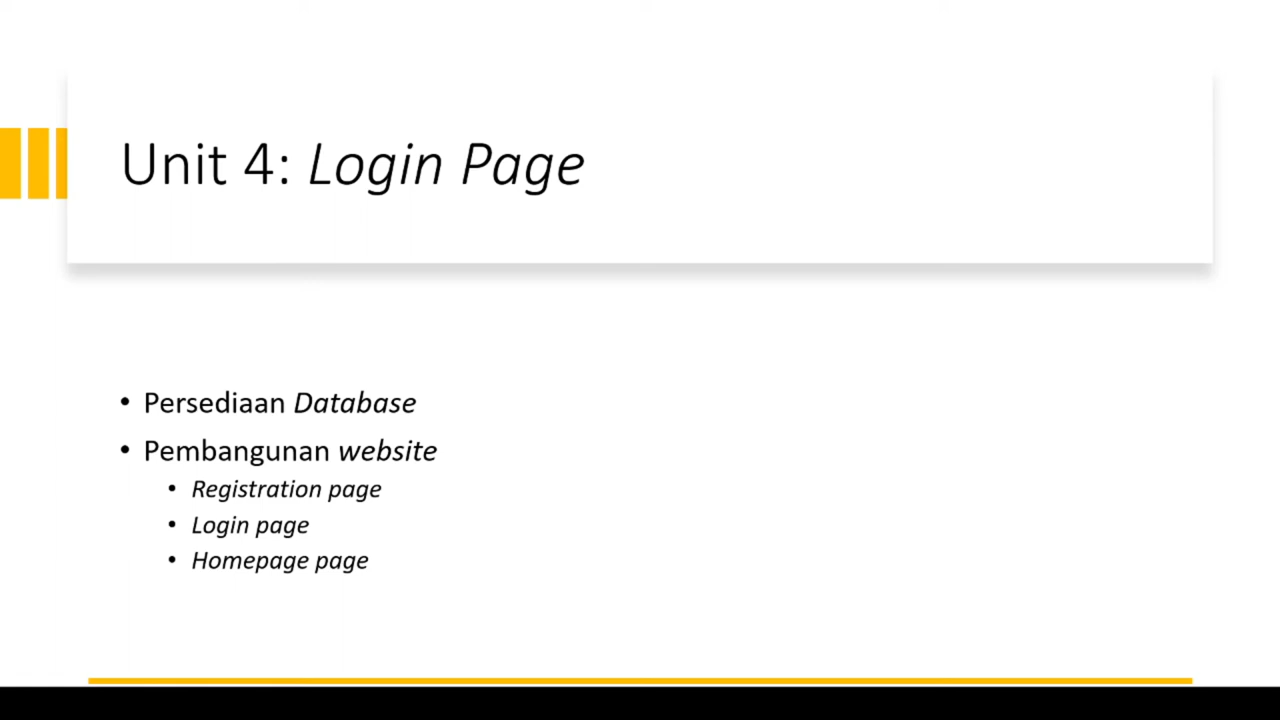 Unit 4: Login Page
• Persediaan Database
• Pembangunan website
• Registration page
• Login page
• Homepage page